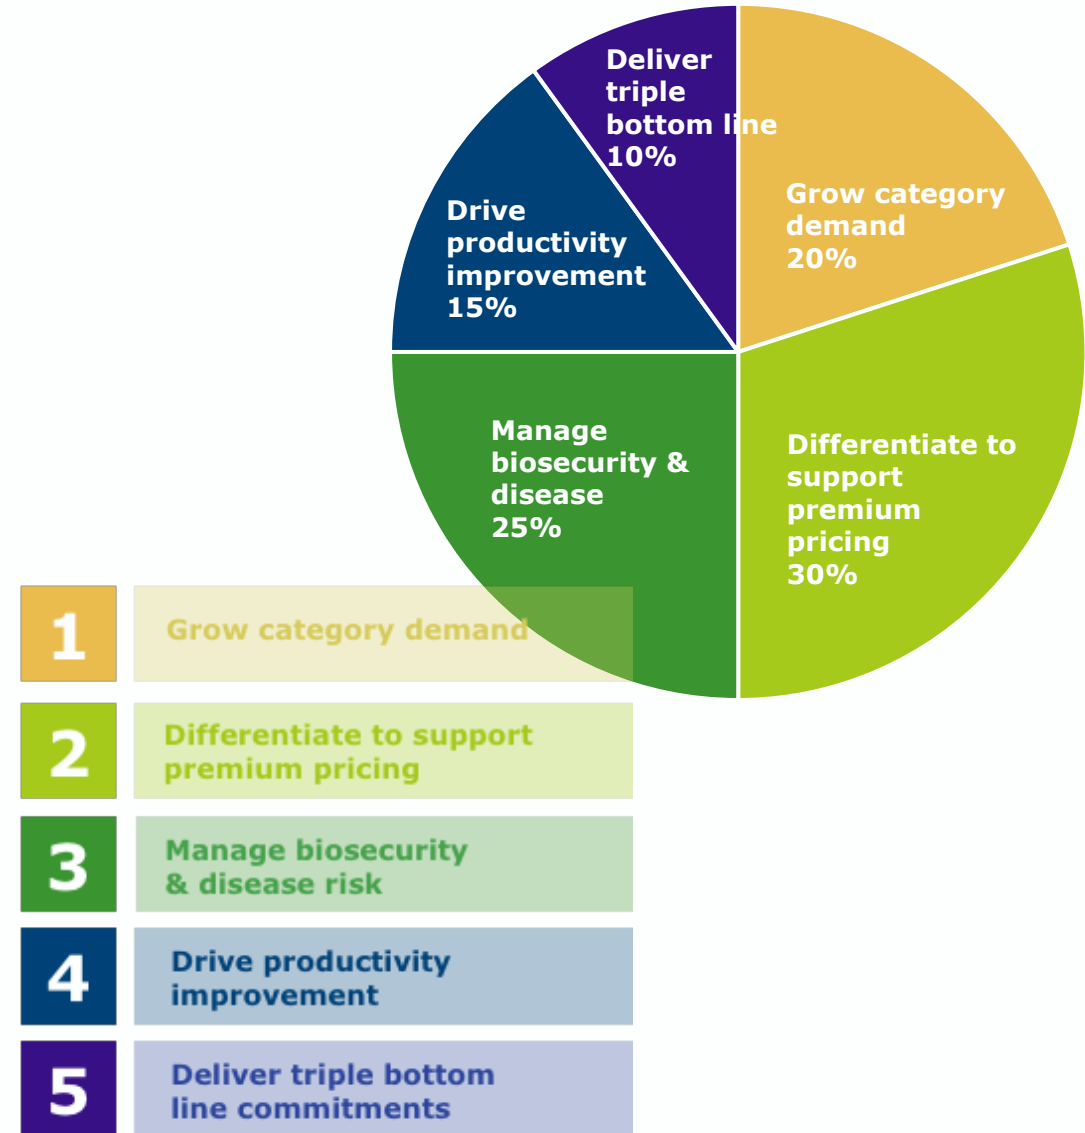 Deliver
triple
bottom line
10%
Grow category
demand
20%
Drive
productivity
improvement
15%
Differentiate to
support
premium
pricing
30%
Manage
biosecurity &
disease
25%
1
Grow category demand
2
Differentiate to support
premium pricing
3
Manage biosecurity
& disease risk
4
Drive productivity
improvement
5
Deliver triple bottom
line commitments